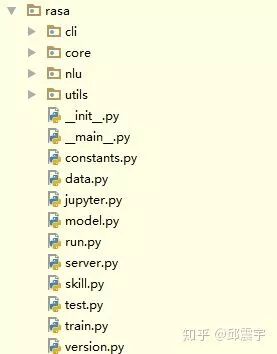 rasa
cli
core
nlu
utils
__init__.py
__main__.py
constants.py
data.py
jupyter.py
model.py
run.py
server.py
skill.py
test.py
train.py
version.py
知乎 @邱震宇